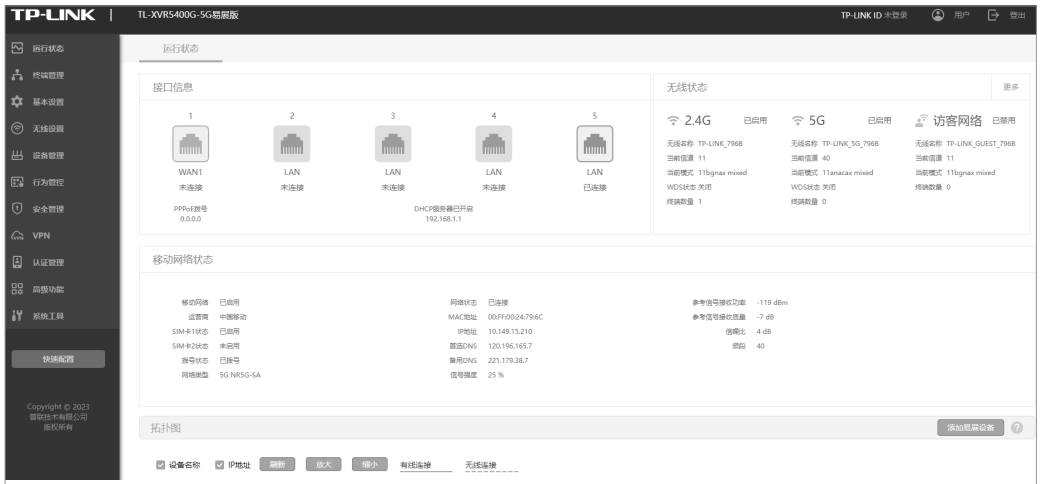 TP-LINK | TL-XVR5400G-5G易展版 TP-LINK ID 未登录 用户 登出
运行状态
终端管理
基本设置
无线设置
设备管理
行为管控
安全管理
VPN
认证管理
高级功能
系统工具
快速配置
Copyright © 2023
普联技术有限公司
版权所有
运行状态
接口信息
1 2 3 4 5
WAN1 LAN LAN LAN LAN
未连接 未连接 未连接 未连接 已连接
PPPoE拨号 DHCP服务器已开启
0.0.0.0 192.168.1.1
无线状态 更多
2.4G 已启用
无线名称 TP-LINK_796B
当前信道 11
当前模式 11bgnax mixed
WDS状态 关闭
终端数量 1
5G 已启用
无线名称 TP-LINK_5G_796B
当前信道 40
当前模式 11anacax mixed
WDS状态 关闭
终端数量 0
访客网络 已禁用
无线名称 TP-LINK_GUEST_796B
当前信道 11
当前模式 11bgnax mixed
终端数量 0
移动网络状态
移动网络 已启用
运营商 中国移动
SIM卡1状态 已启用
SIM卡2状态 未启用
拨号状态 已拨号
网络类型 5G NR5G-SA
网络状态 已连接
MAC地址 00:FF:00:24:79:6C
IP地址 10.149.15.210
首选DNS 120.196.165.7
备用DNS 221.179.38.7
信号强度 25 %
参考信号接收功率 -119 dBm
参考信号接收质量 -7 dB
信噪比 4 dB
频段 40
拓扑图 添加易展设备 ?
设备名称 IP地址 刷新 放大 缩小 有线连接 无线连接